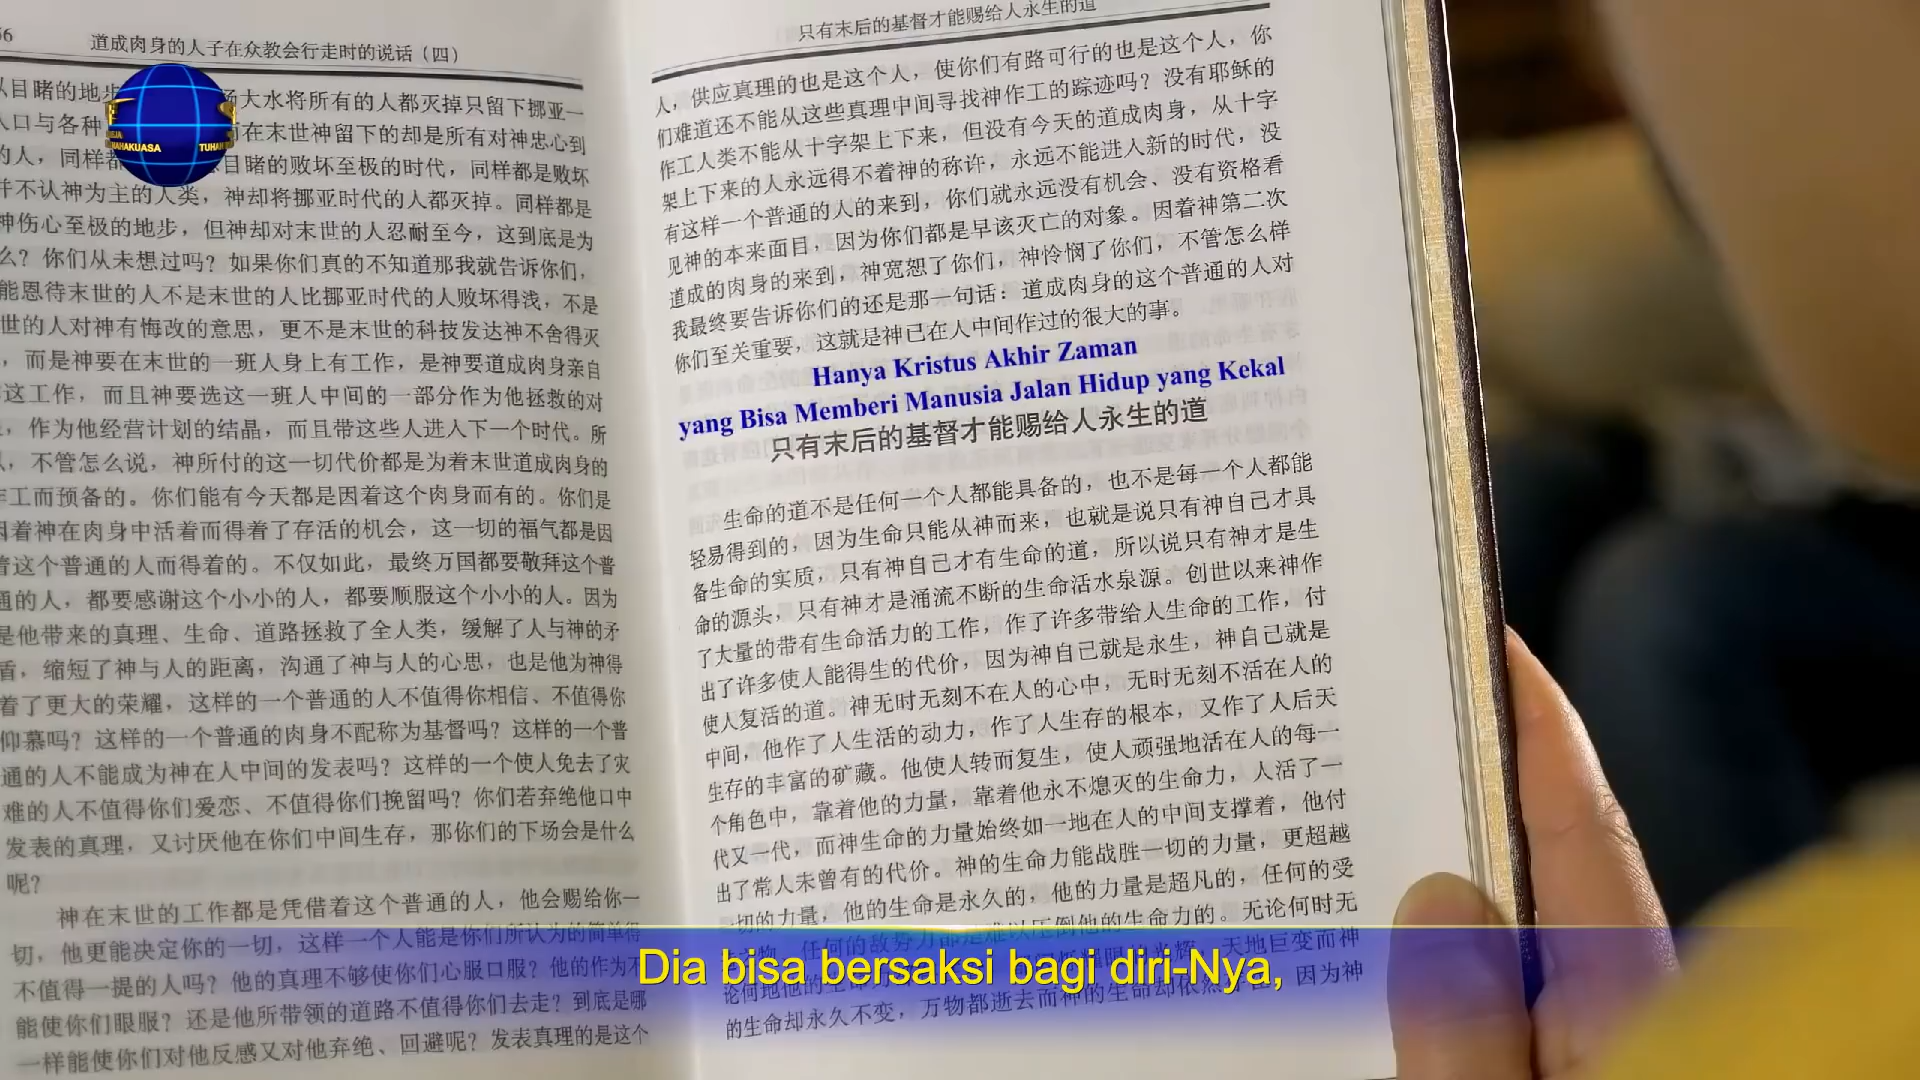 道成肉身的人子在众教会行走时的说话（四）
大水将所有的人都灭掉只留下挪亚一
人口与各种
在末世神留下的却是所有对神忠心到
的人，同样都
目睹的败坏至极的时代，同样都是败坏
并不认神为主的人类，神却将挪亚时代的人都灭掉。同样都是
神伤心至极的地步，但神却对末世的人忍耐至今，这到底是为
么？你们从未想过吗？如果你们真的不知道那我就告诉你们，
能恩待末世的人不是末世的人比挪亚时代的人败坏得浅，不是
世的人对神有悔改的意思，更不是末世的科技发达神不舍得灭
，而是神要在末世的一班人身上有工作，是神要道成肉身亲自
这工作，而且神要选这一班人中间的一部分作为他拯救的对
，作为他经营计划的结晶，而且带这些人进入下一个时代。所
，不管怎么说，神所付的这一切代价都是为着末世道成肉身的
工而预备的。你们能有今天都是因着这个肉身而有的。你们是
因着神在肉身中活着而得着了存活的机会，这一切的福气都是因
着这个普通的人而得着的。不仅如此，最终万国都要敬拜这个普
通的人，都要感谢这个小小的人，都要顺服这个小小的人。因为
是他带来的真理、生命、道路拯救了全人类，缓解了人与神的矛
盾，缩短了神与人的距离，沟通了神与人的心思，也是他为神得
着了更大的荣耀，这样的一个普通的人不值得你相信、不值得你
仰慕吗？这样的一个普通的肉身不配称为基督吗？这样的一个普
通的人不能成为神在人中间的发表吗？这样的一个使人免去了灾
难的人不值得你们爱恋、不值得你们挽留吗？你们若弃绝他口中
发表的真理，又讨厌他在你们中间生存，那你们的下场会是什么
呢？
神在末世的工作都是凭借着这个普通的人，他会赐给你一
切，他更能决定你的一切，这样一个人能是你们所认为的简单得
不值得一提的人吗？他的真理不够使你们心服口服？他的作为不
能使你们眼服？还是他所带领的道路不值得你们去走？到底是哪
一样能使你们对他反感又对他弃绝、回避呢？发表真理的是这个
只有末后的基督才能赐给人永生的道
人，供应真理的也是这个人，使你们有路可行的也是这个人，你
们难道还不能从这些真理中间寻找神作工的踪迹吗？没有耶稣的
作工人类不能从十字架上下来，但没有今天的道成肉身，从十字
架上下来的人永远得不着神的称许，永远不能进入新的时代，没
有这样一个普通的人的来到，你们就永远没有机会、没有资格看
见神的本来面目，因为你们都是早该灭亡的对象。因着神第二次
道成的肉身的来到，神宽恕了你们，神怜悯了你们，不管怎么样
我最终要告诉你们的还是那一句话：道成肉身的这个普通的人对
你们至关重要，这就是神已在人中间作过的很大的事。
Hanya Kristus Akhir Zaman
yang Bisa Memberi Manusia Jalan Hidup yang Kekal
只有末后的基督才能赐给人永生的道
生命的道不是任何一个人都能具备的，也不是每一个人都能
轻易得到的，因为生命只能从神而来，也就是说只有神自己才具
备生命的实质，只有神自己才有生命的道，所以说只有神才是生
命的源头，只有神才是涌流不断的生命活水泉源。创世以来神作
了大量的带有生命活力的工作，作了许多带给人生命的工作，付
出了许多使人能得生的代价，因为神自己就是永生，神自己就是
使人复活的道。神无时无刻不在人的心中，无时无刻不活在人的
中间，他作了人生活的动力，作了人生存的根本，又作了人后天
生存的丰富的矿藏。他使人转而复生，使人顽强地活在人的每一
个角色中，靠着他的力量，靠着他永不熄灭的生命力，人活了一
代又一代，而神生命的力量始终如一地在人的中间支撑着，他付
出了常人未曾有的代价。神的生命力能战胜一切的力量，更超越
一切的力量，他的生命是永久的，他的力量是超凡的，任何的受
倒他的生命力的。无论何时无
天地巨变而神
的生命却永久不变，万物都逝去而神的生命却依然存在，因为神
MAHAKUASA
TUHAN
Dia bisa bersaksi bagi diri-Nya,